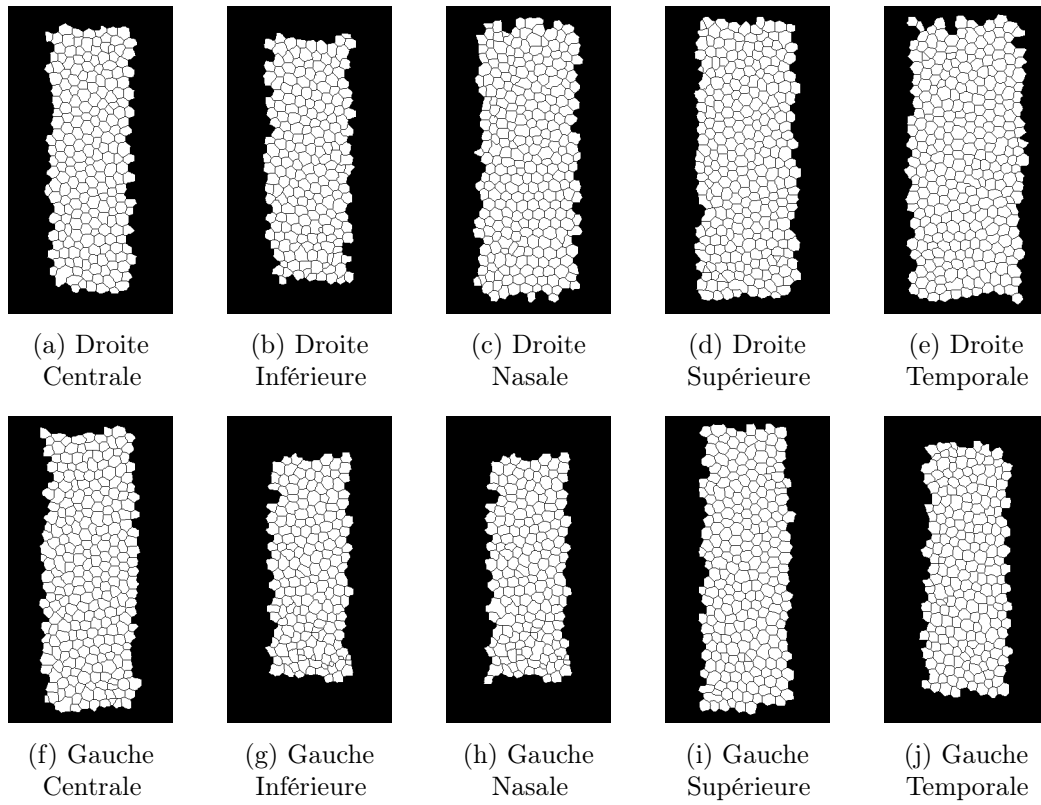 (a) Droite
Centrale
(b) Droite
Inférieure
(c) Droite
Nasale
(d) Droite
Supérieure
(e) Droite
Temporale
(f) Gauche
Centrale
(g) Gauche
Inférieure
(h) Gauche
Nasale
(i) Gauche
Supérieure
(j) Gauche
Temporale